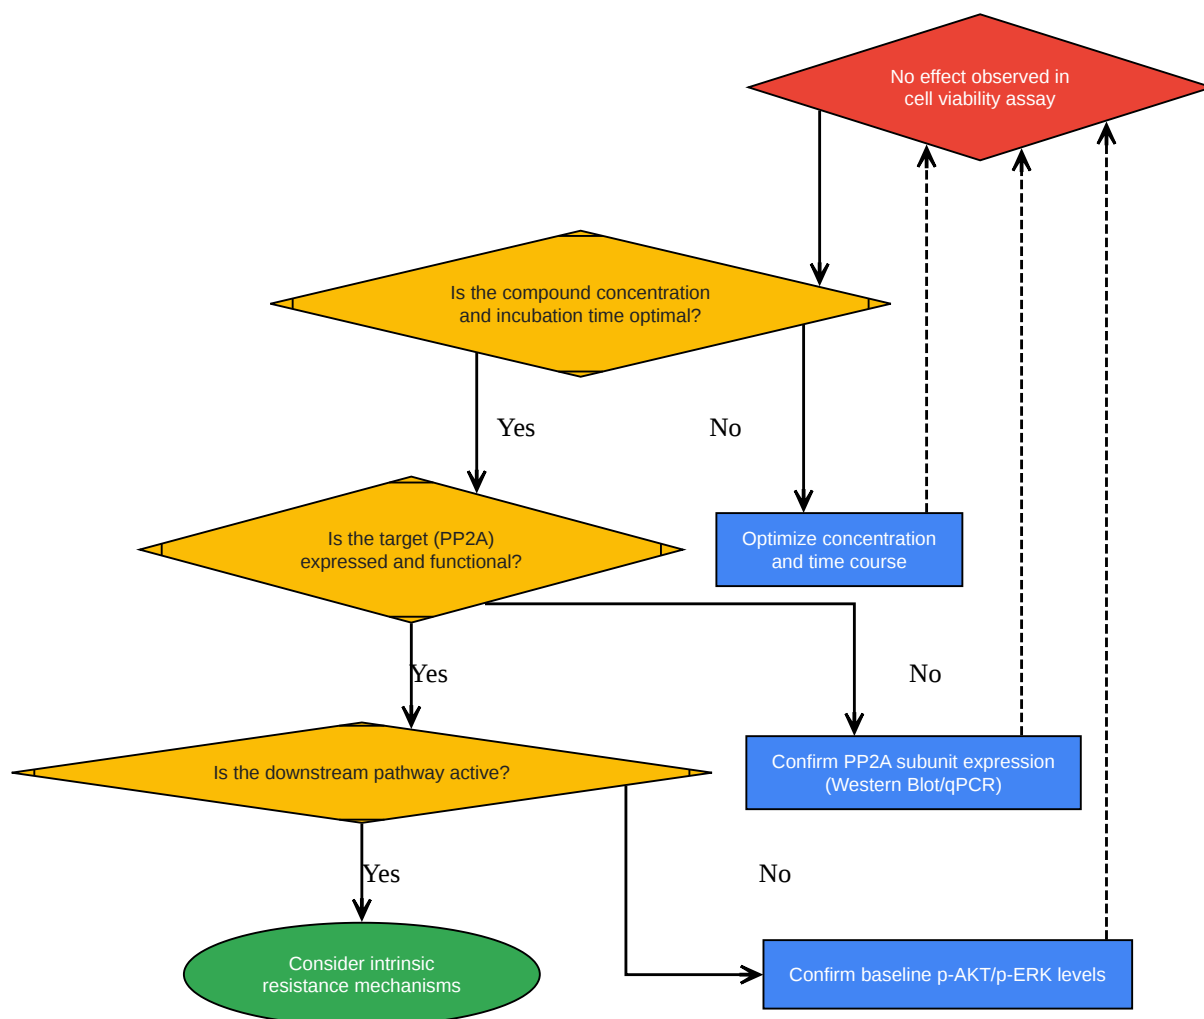 No effect observed in
cell viability assay
Is the compound concentration
and incubation time optimal?
Yes
No
Is the target (PP2A)
expressed and functional?
Optimize concentration
and time course
Yes
No
Is the downstream pathway active?
Confirm PP2A subunit expression
(Western Blot/qPCR)
Yes
No
Consider intrinsic
resistance mechanisms
Confirm baseline p-AKT/p-ERK levels